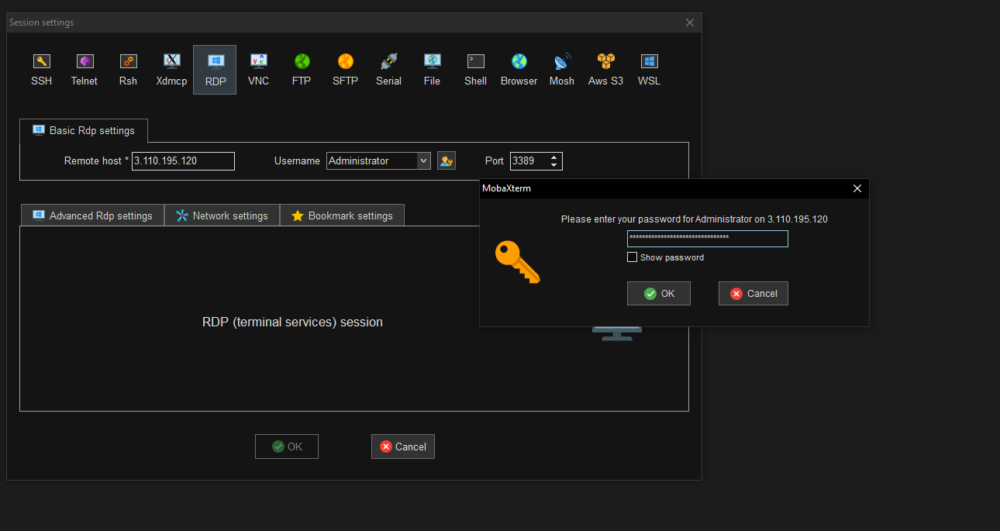 Session settings
SSH Telnet Rsh Xdmcp RDP VNC FTP SFTP Serial File Shell Browser Mosh Aws S3 WSL
Basic Rdp settings
Remote host * 3.110.195.120 Username Administrator Port 3389
MobaXterm
Please enter your password for Administrator on 3.110.195.120
Show password
OK Cancel
Advanced Rdp settings Network settings Bookmark settings
RDP (terminal services) session
OK Cancel